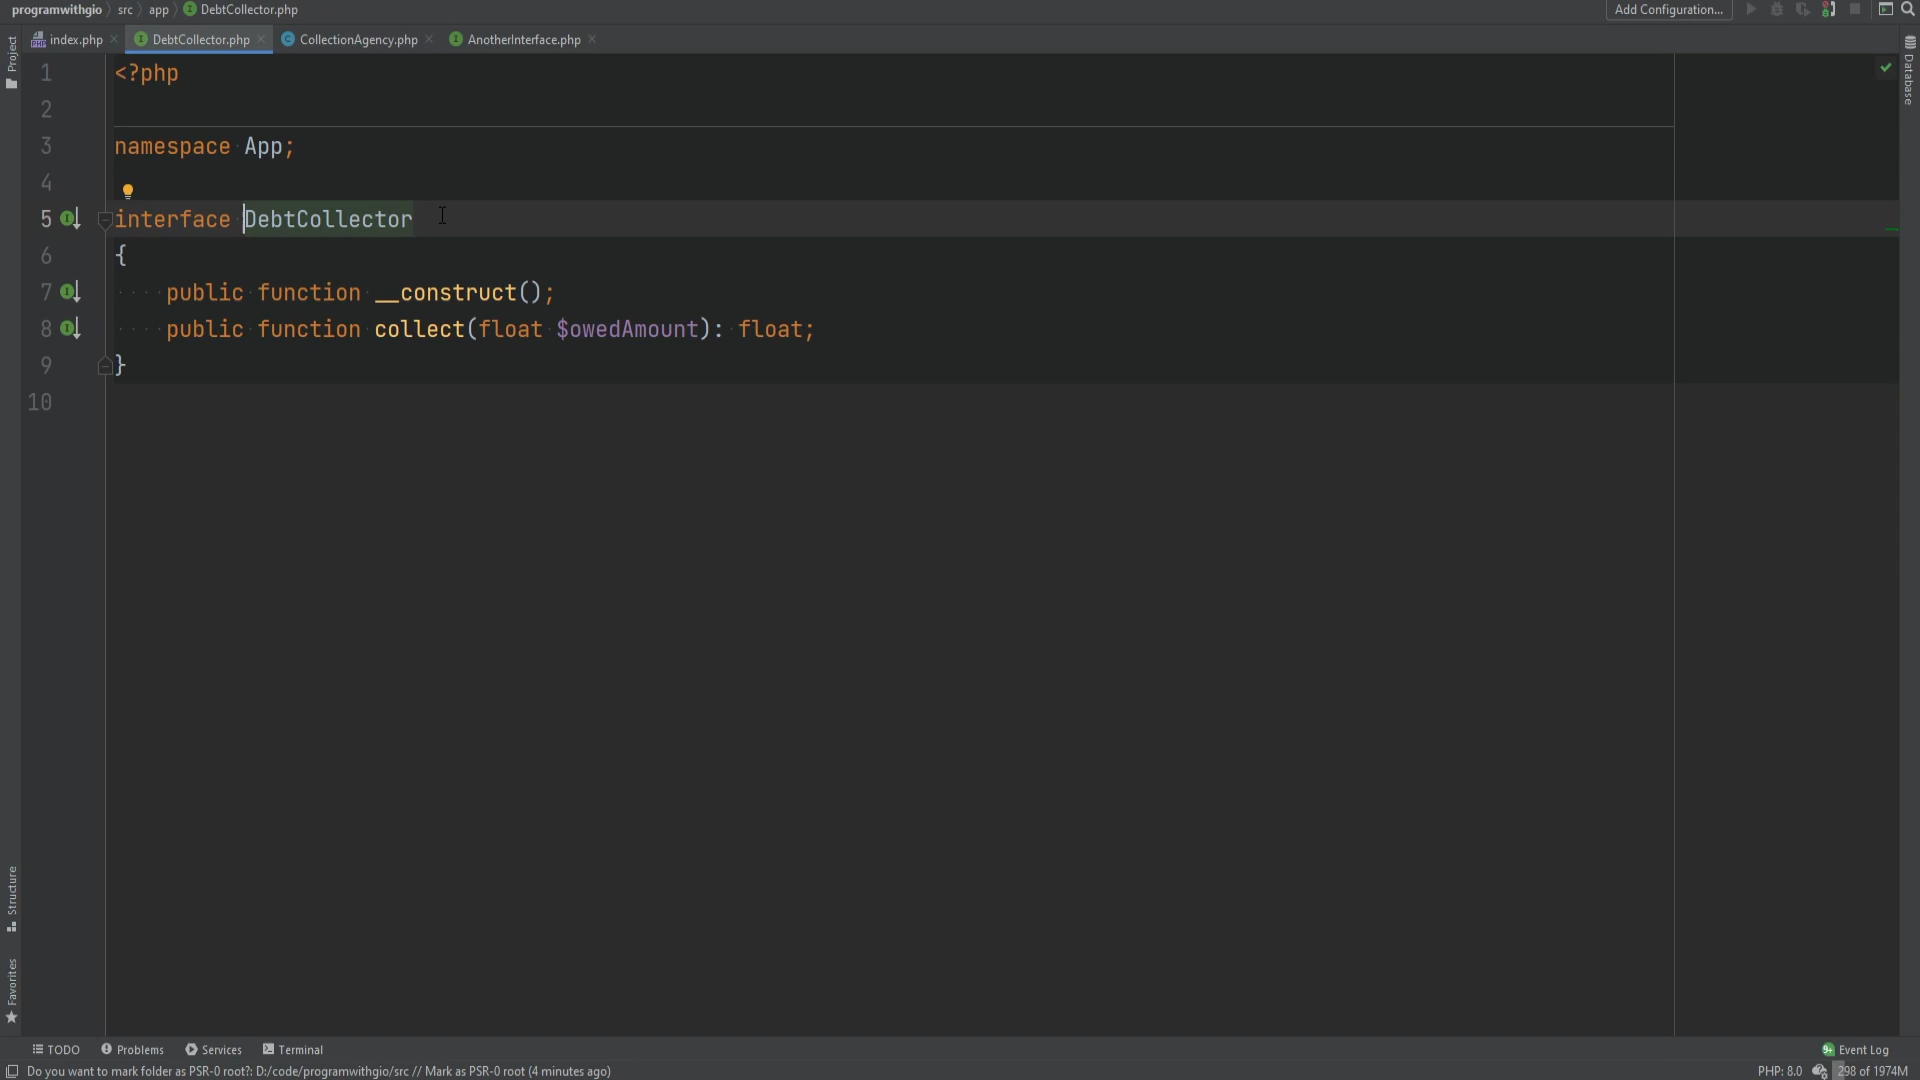 programwithgio src app DebtCollector.php Add Configuration...
index.php DebtCollector.php CollectionAgency.php AnotherInterface.php
Project
Database
1 <?php
2
3 namespace App;
4
5 interface DebtCollector
6 {
7 public function __construct();
8 public function collect(float $owedAmount): float;
9 }
10
Structure
Favorites
TODO Problems Services Terminal 9+ Event Log
Do you want to mark folder as PSR-0 root?: D:/code/programwithgio/src // Mark as PSR-0 root (4 minutes ago) PHP: 8.0 298 of 1974M